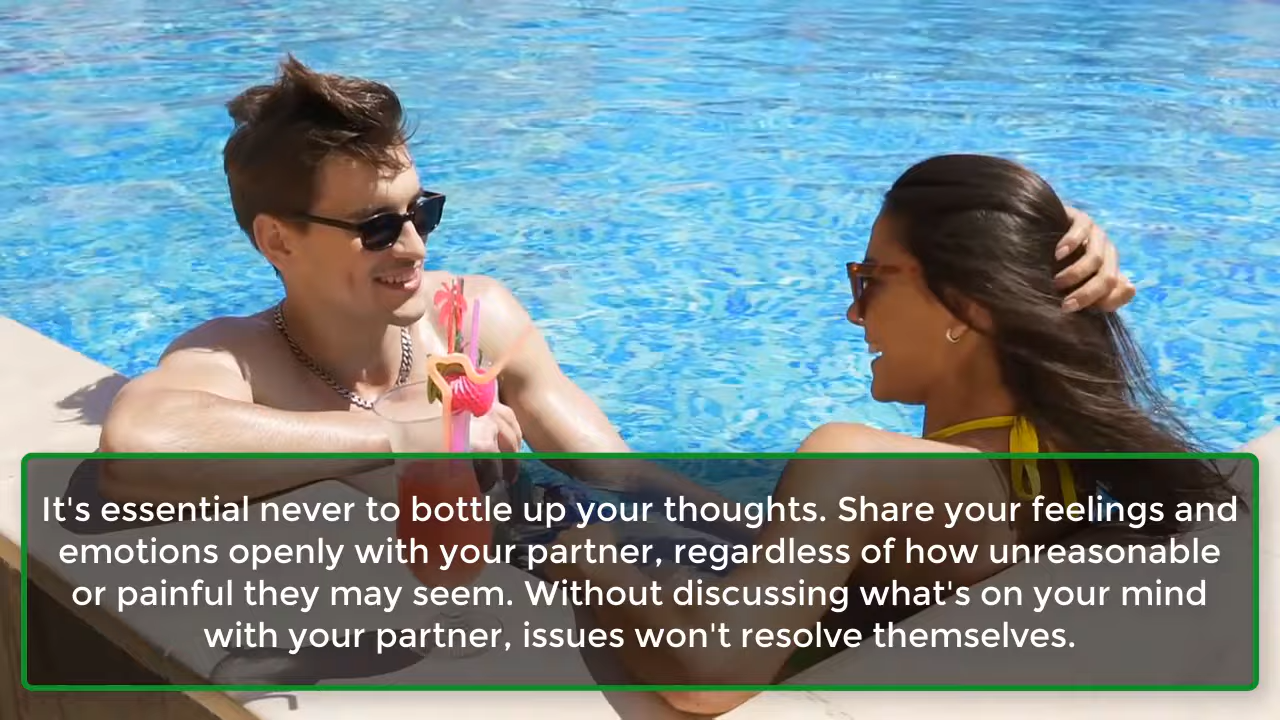 It's essential never to bottle up your thoughts. Share your feelings and
emotions openly with your partner, regardless of how unreasonable
or painful they may seem. Without discussing what's on your mind
with your partner, issues won't resolve themselves.